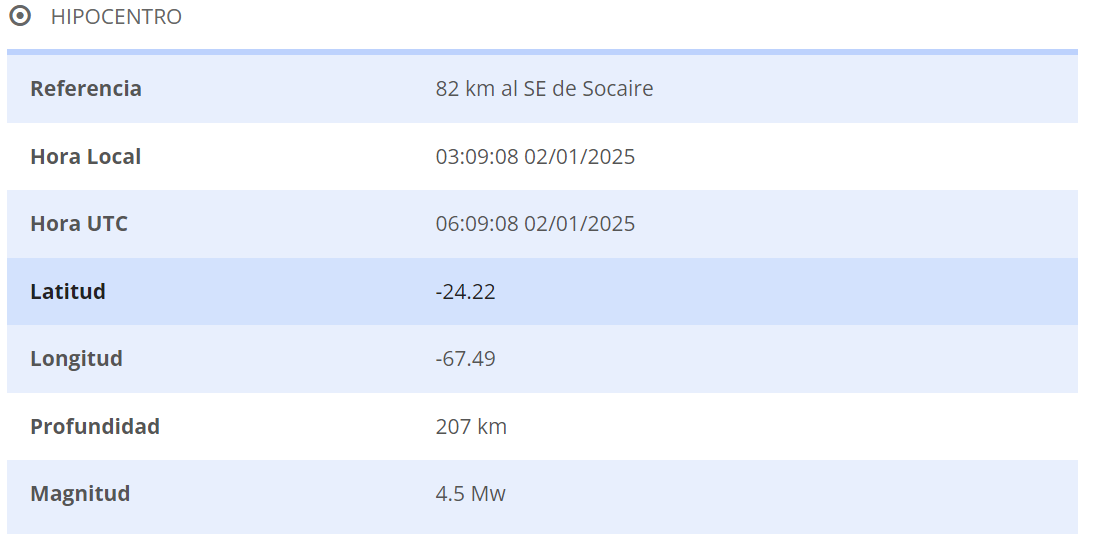 HIPOCENTRO
Referencia 82 km al SE de Socaire
Hora Local 03:09:08 02/01/2025
Hora UTC 06:09:08 02/01/2025
Latitud -24.22
Longitud -67.49
Profundidad 207 km
Magnitud 4.5 Mw